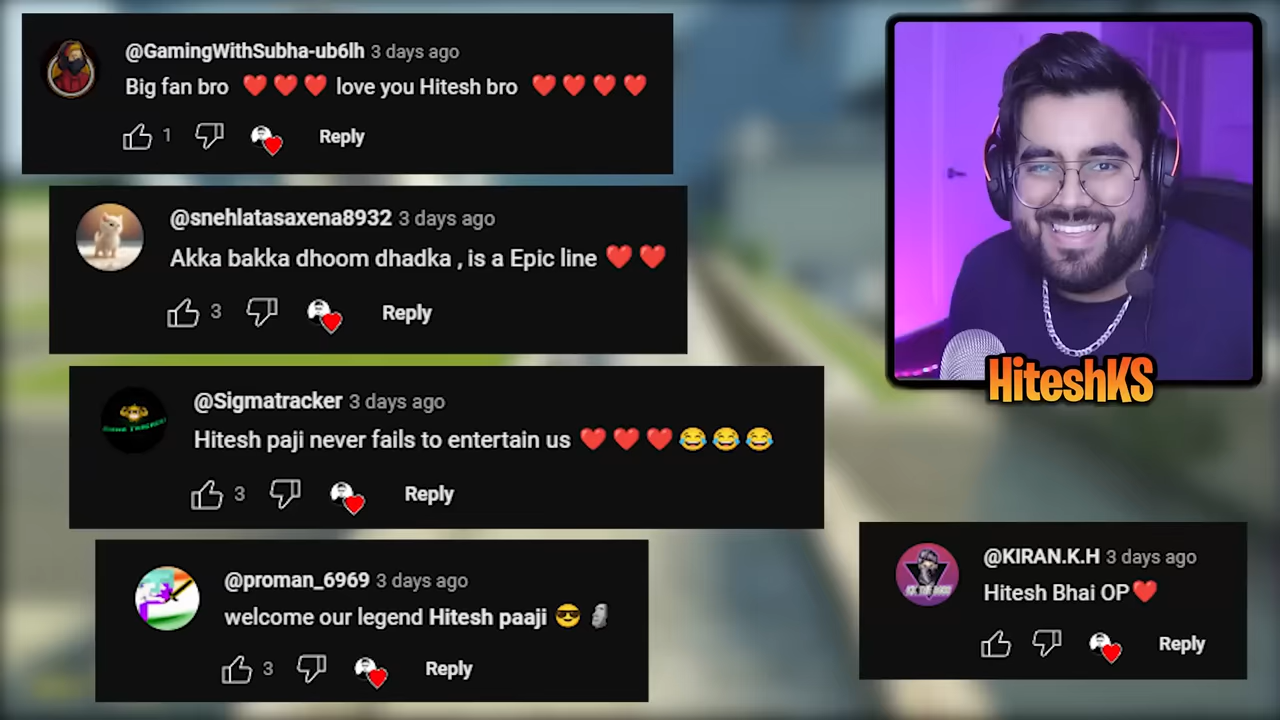 @GamingWithSubha-ub6lh 3 days ago
Big fan bro ❤️❤️❤️ love you Hitesh bro ❤️❤️❤️❤️
1 Reply
@snehlatasaxena8932 3 days ago
Akka bakka dhoom dhadka , is a Epic line ❤️❤️
3 Reply
@Sigmatracker 3 days ago
Hitesh paji never fails to entertain us ❤️❤️❤️😂😂😂
3 Reply
@proman_6969 3 days ago
welcome our legend Hitesh paaji 😎🗿
3 Reply
HiteshKS
@KIRAN.K.H 3 days ago
Hitesh Bhai OP❤️
Reply